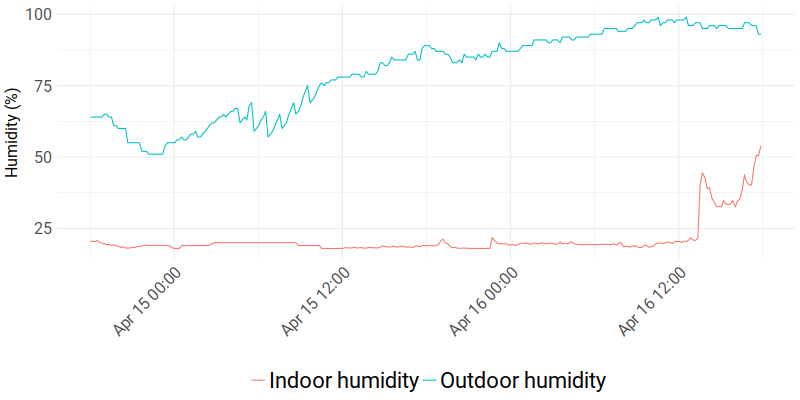 100
75
50
25
Humidity (%)
Apr 15 00:00
Apr 15 12:00
Apr 16 00:00
Apr 16 12:00
Indoor humidity
Outdoor humidity